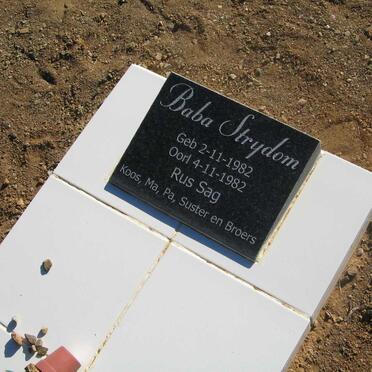 Baba Strydom
Geb 2-11-1982
Oorl 4-11-1982
Rus Sag
Koos, Ma, Pa, Suster en Broers